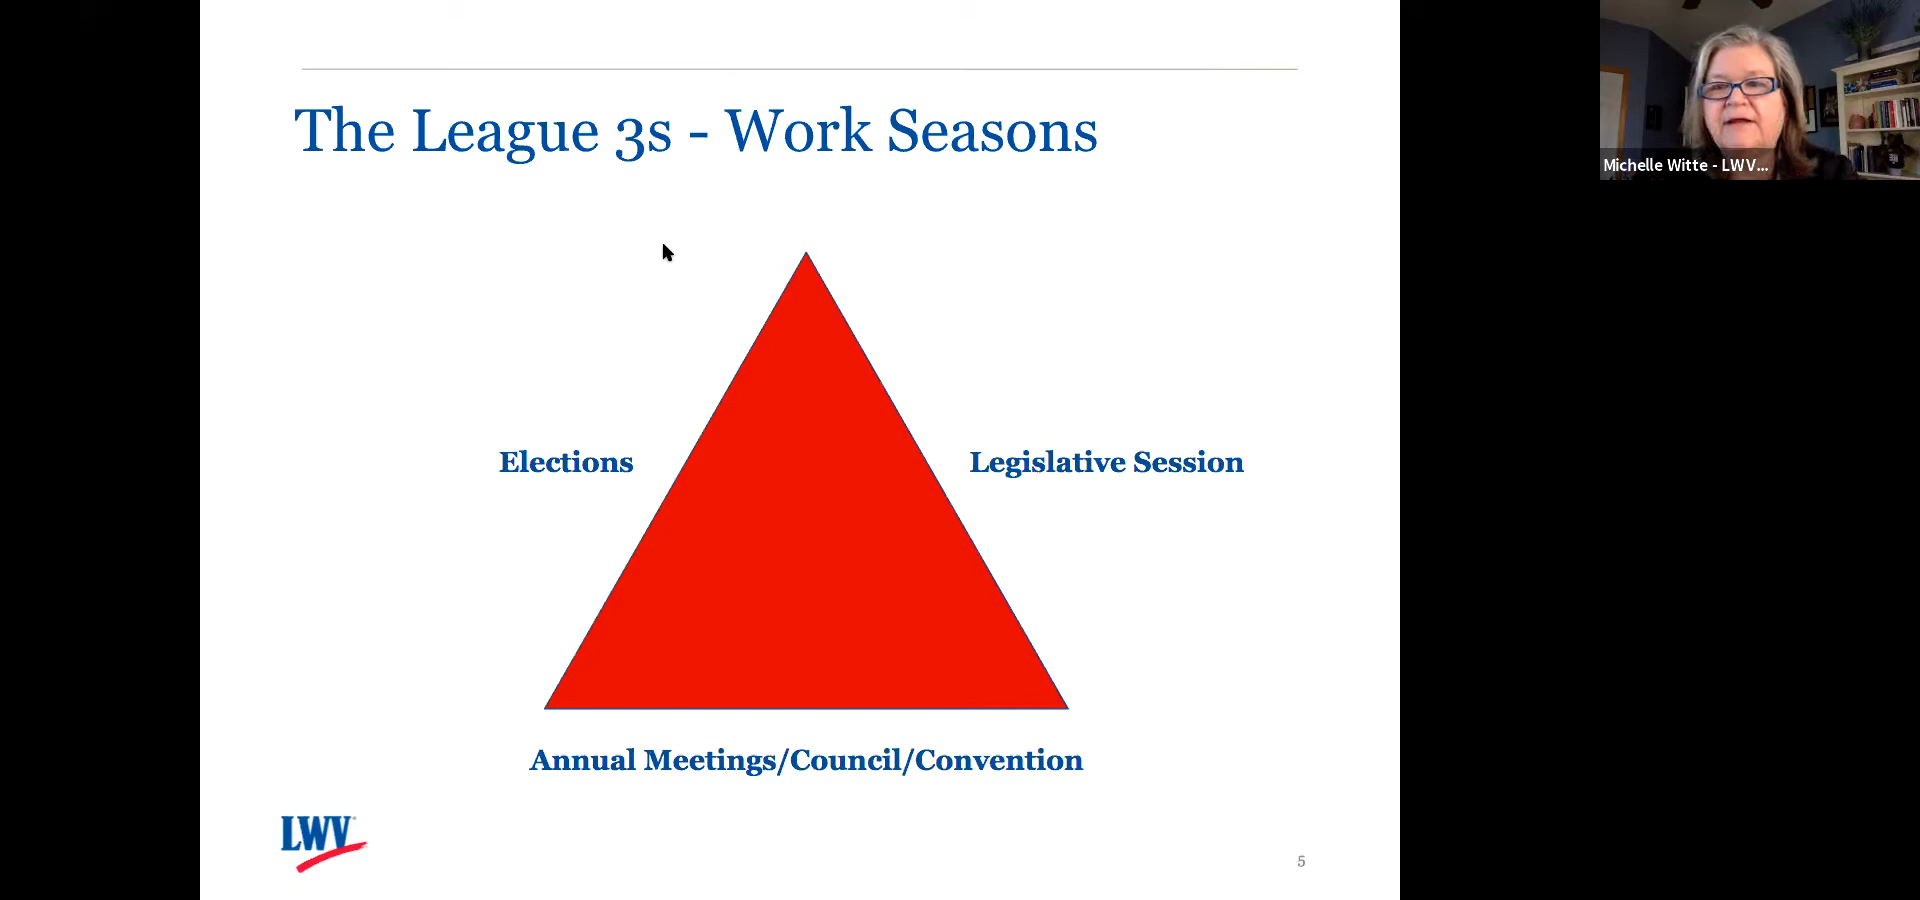 The League 3s - Work Seasons
Elections
Legislative Session
Annual Meetings/Council/Convention
LWV
5
Michelle Witte - LWV...